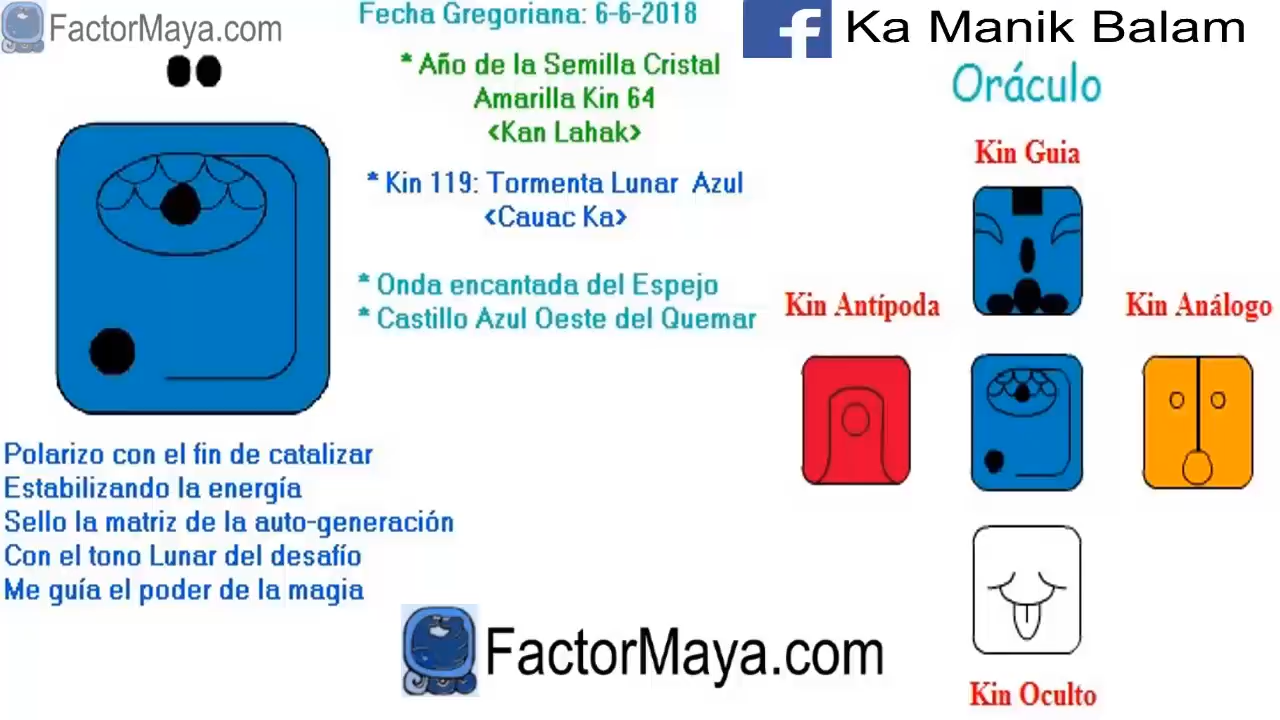 FactorMaya.com
Fecha Gregoriana: 6-6-2018
* Año de la Semilla Cristal
Amarilla Kin 64
<Kan Lahak>
* Kin 119: Tormenta Lunar Azul
<Cauac Ka>
* Onda encantada del Espejo
* Castillo Azul Oeste del Quemar
Polarizo con el fin de catalizar
Estabilizando la energía
Sello la matriz de la auto-generación
Con el tono Lunar del desafío
Me guía el poder de la magia
FactorMaya.com
f Ka Manik Balam
Oráculo
Kin Guia
Kin Antípoda
Kin Análogo
Kin Oculto